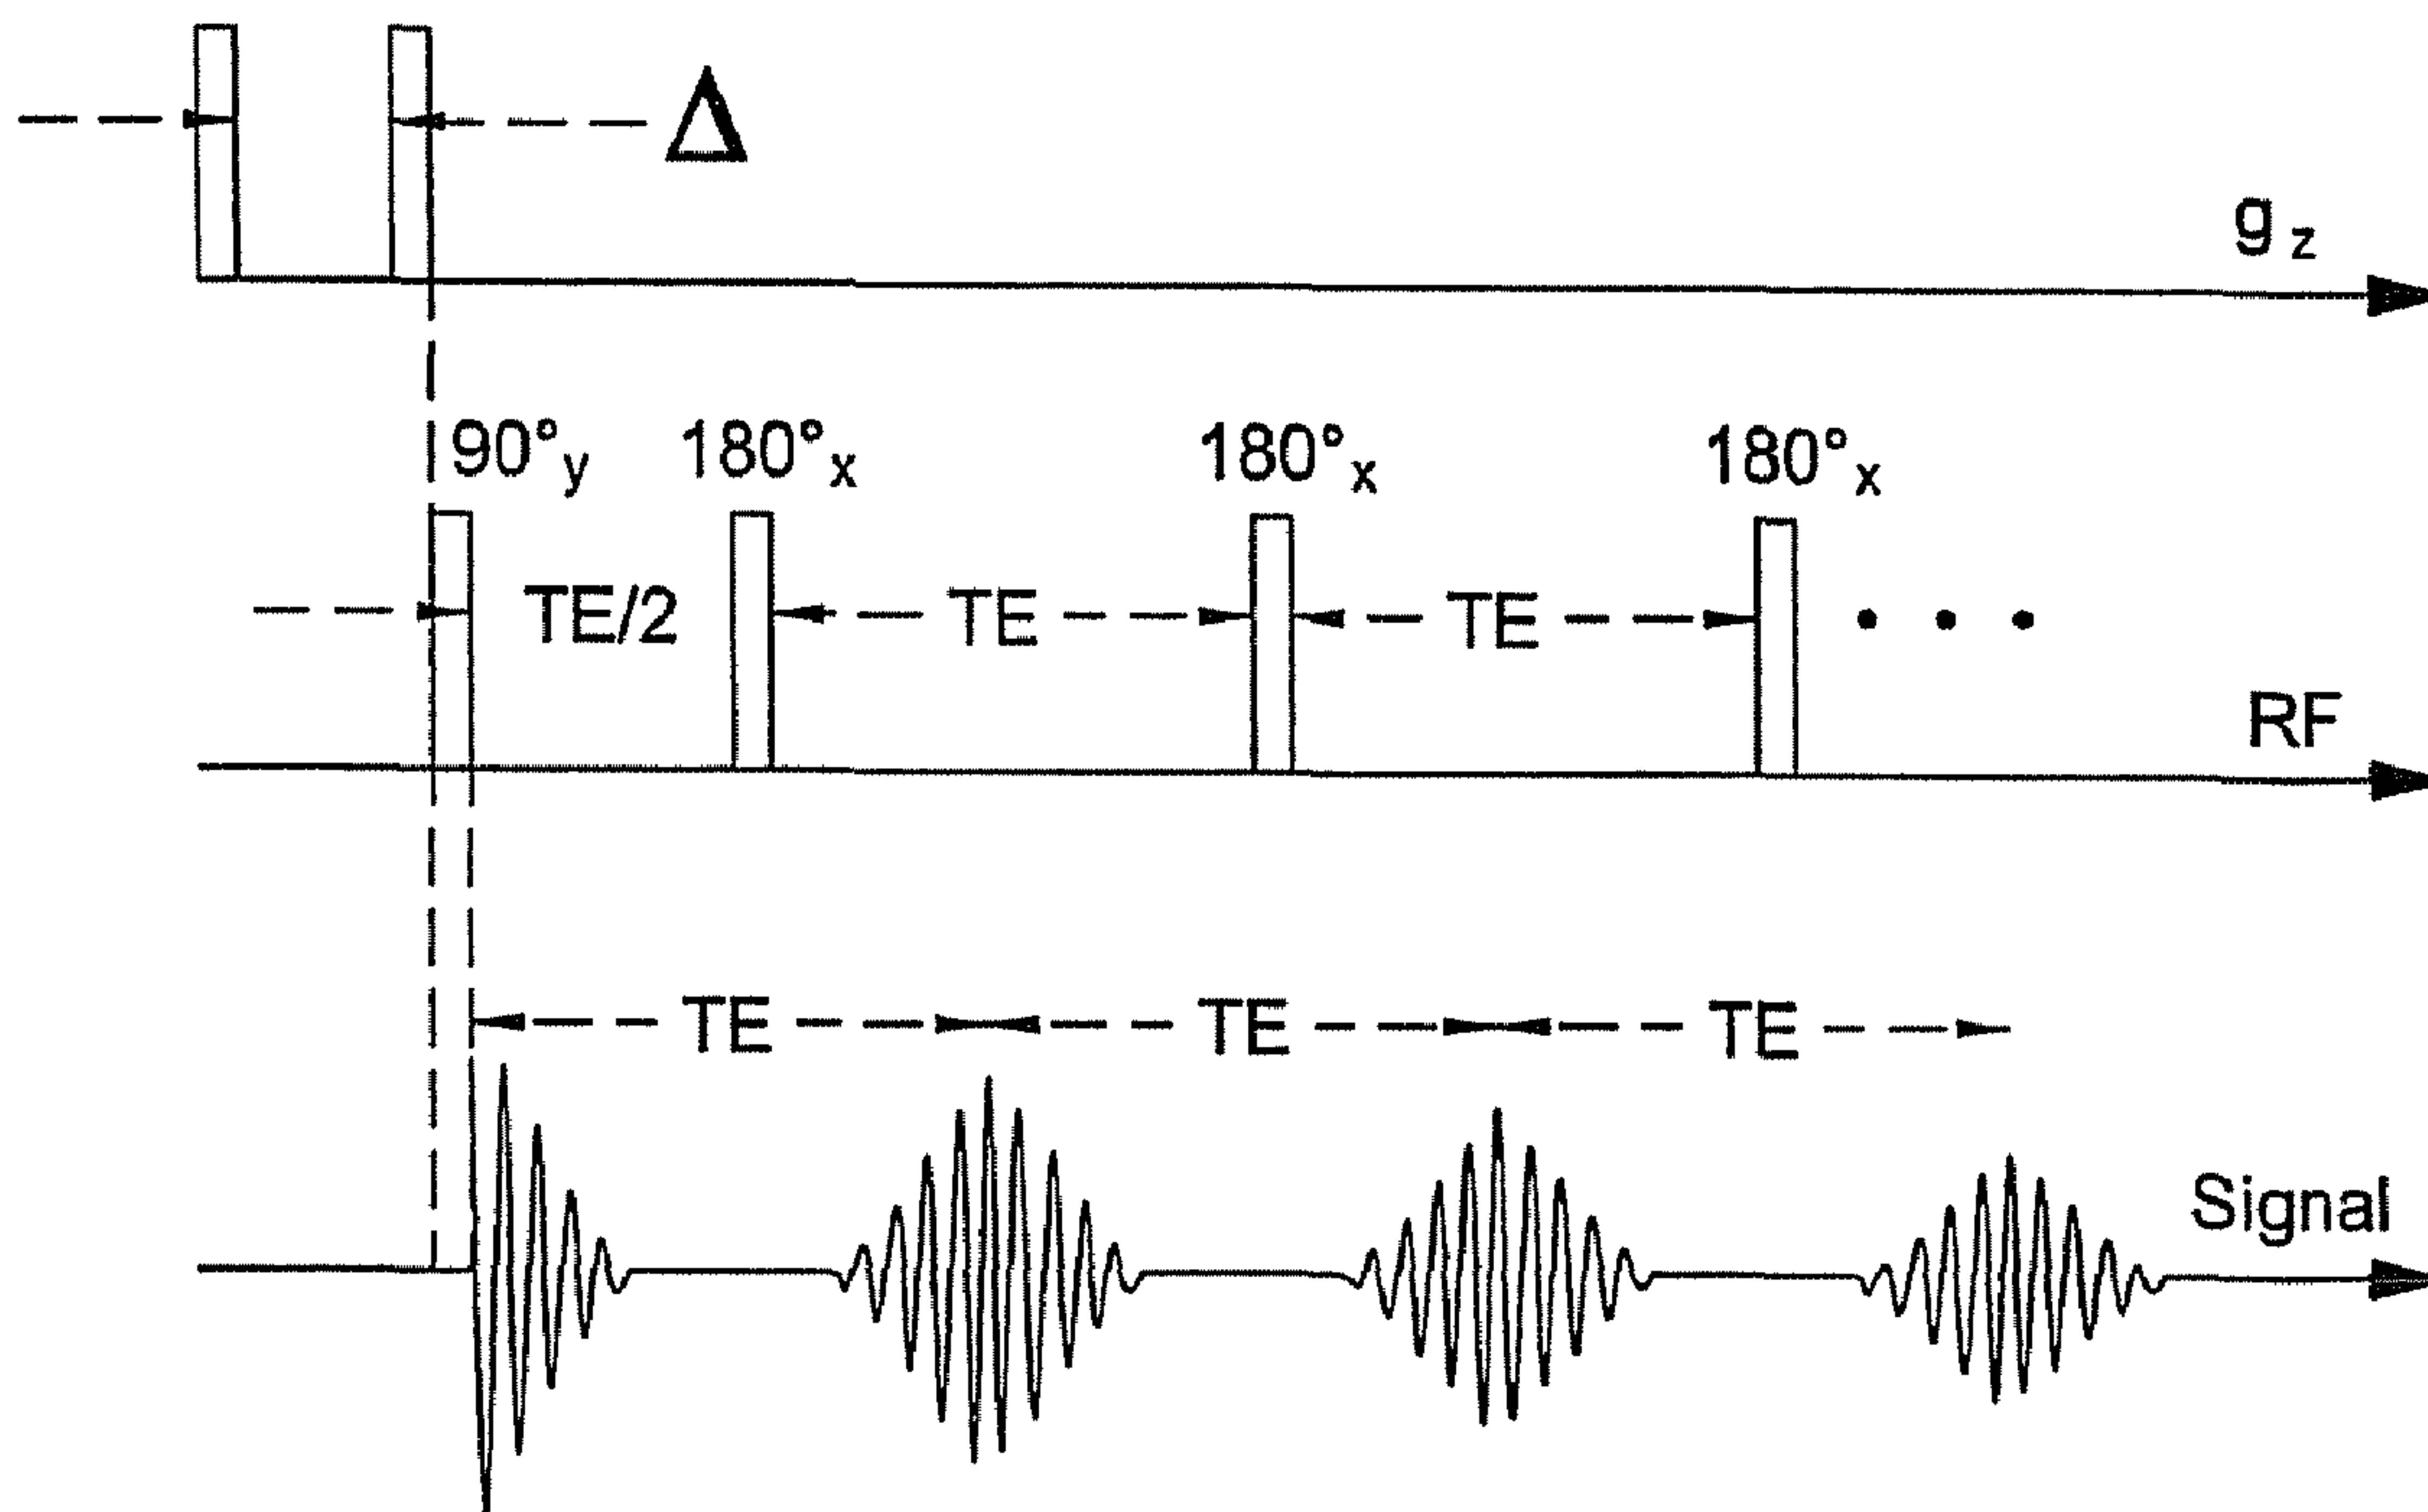 Δ
g z
90°y 180°x 180°x 180°x
TE/2 TE TE • • •
RF
TE TE TE
Signal